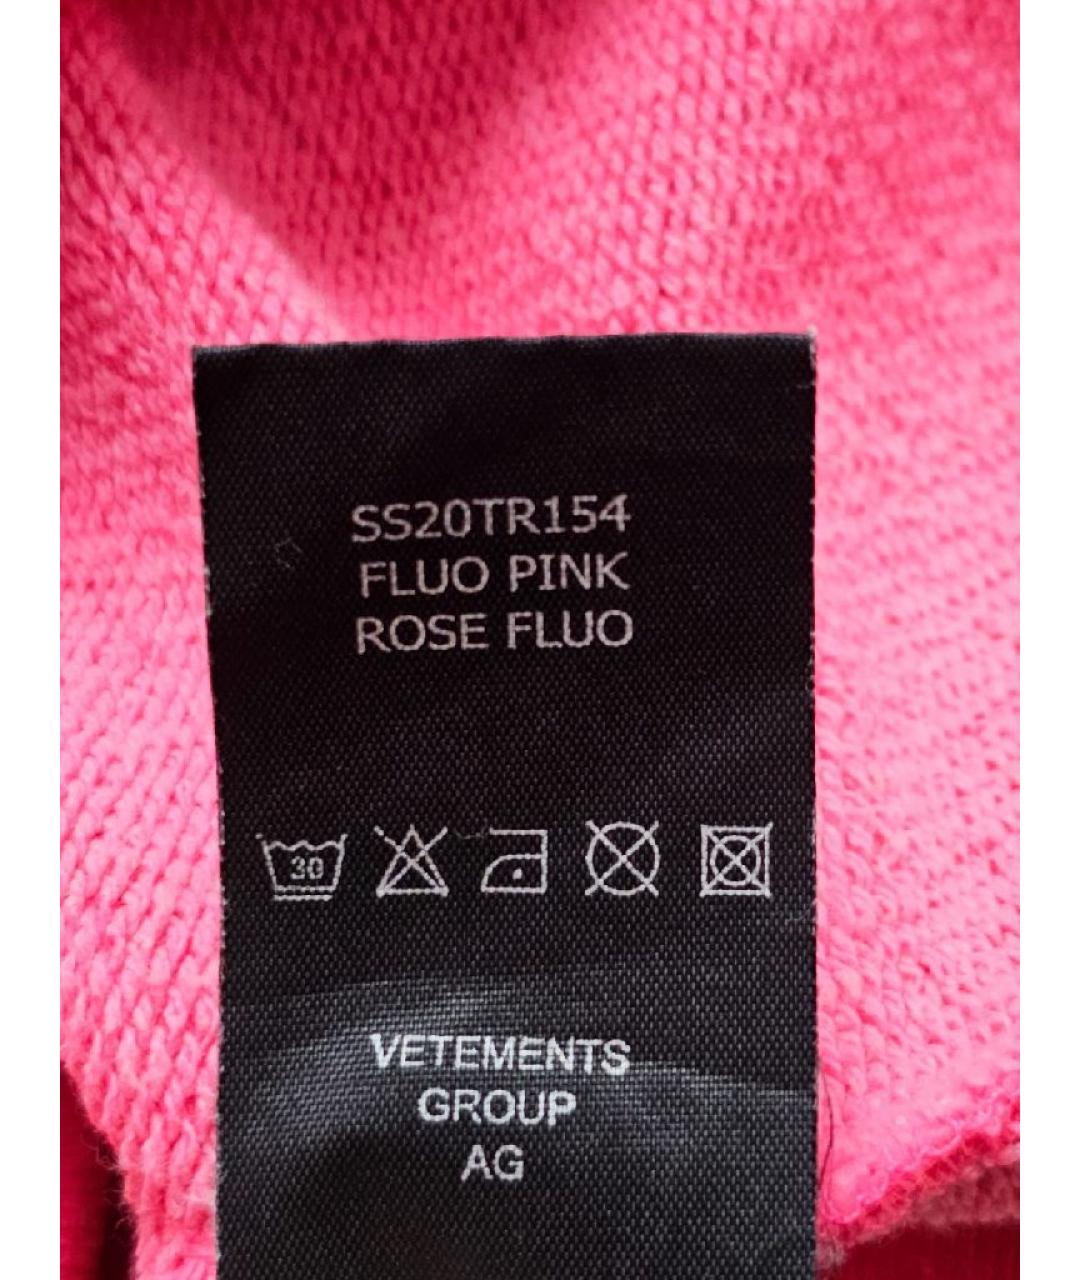 SS20TR154
FLUO PINK
ROSE FLUO
30
VETEMENTS
GROUP
AG